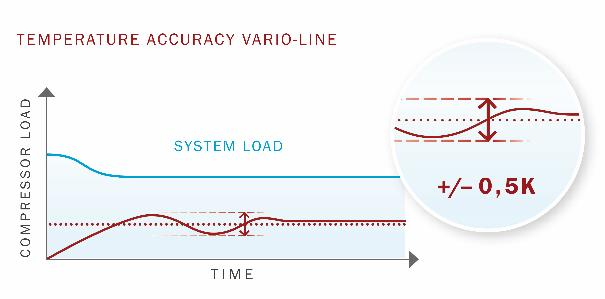 TEMPERATURE ACCURACY VARIO-LINE
COMPRESSOR LOAD
SYSTEM LOAD
+/– 0,5K
TIME